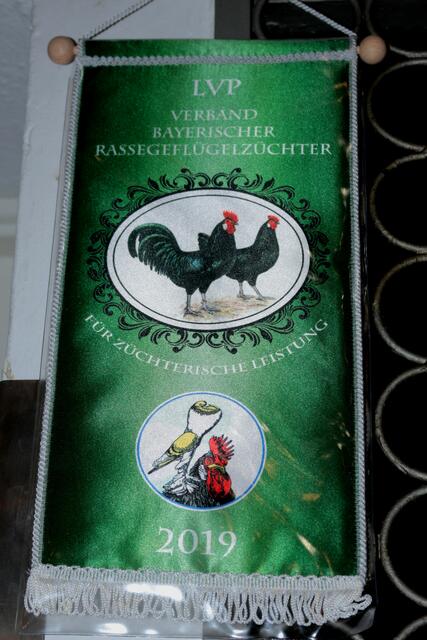 LVP
VERBAND
BAYERISCHER
RASSEGEFLÜGELZÜCHTER
FÜR ZÜCHTERISCHE LEISTUNG
2019